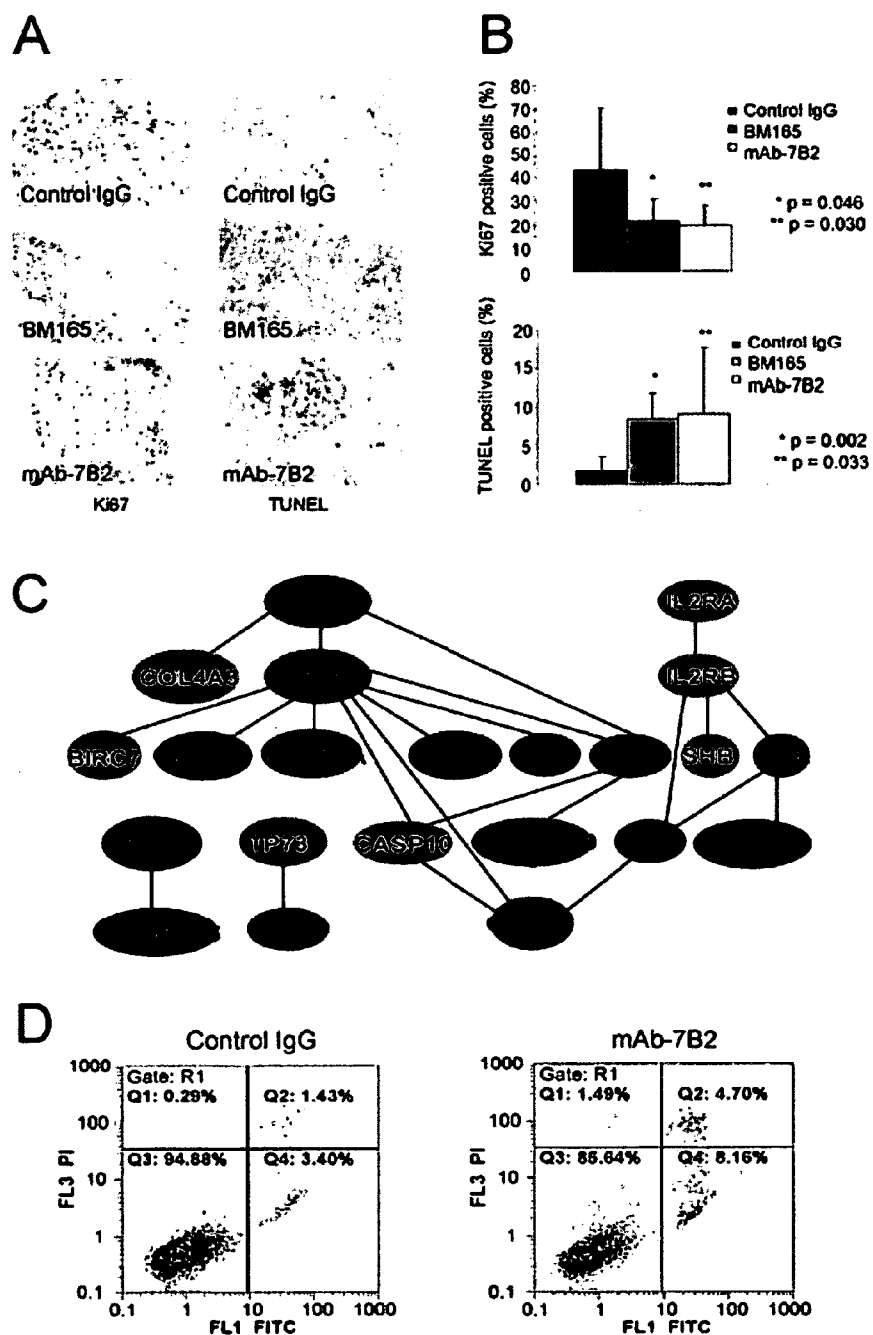 A
Control IgG
Control IgG
BM165
BM165
mAb-7B2
mAb-7B2
Ki67
TUNEL
B
Ki67 positive cells (%)
80
70
60
50
40
30
20
10
0
*
**
Control IgG
BM165
mAb-7B2
* p = 0.046
** p = 0.030
TUNEL positive cells (%)
20
15
10
5
0
*
**
Control IgG
BM165
mAb-7B2
* p = 0.002
** p = 0.033
C
IL2RA
COL4A3
IL2RB
BIRC7
SHB
TP73
CASP10
D
Control IgG
FL3 PI
1000
100
10
1
0.1
Gate: R1
Q1: 0.29%
Q2: 1.43%
Q3: 94.88%
Q4: 3.40%
0.1
1
10
100
1000
FL1 FITC
mAb-7B2
FL3 PI
1000
100
10
1
0.1
Gate: R1
Q1: 1.49%
Q2: 4.70%
Q3: 85.64%
Q4: 8.16%
0.1
1
10
100
1000
FL1 FITC